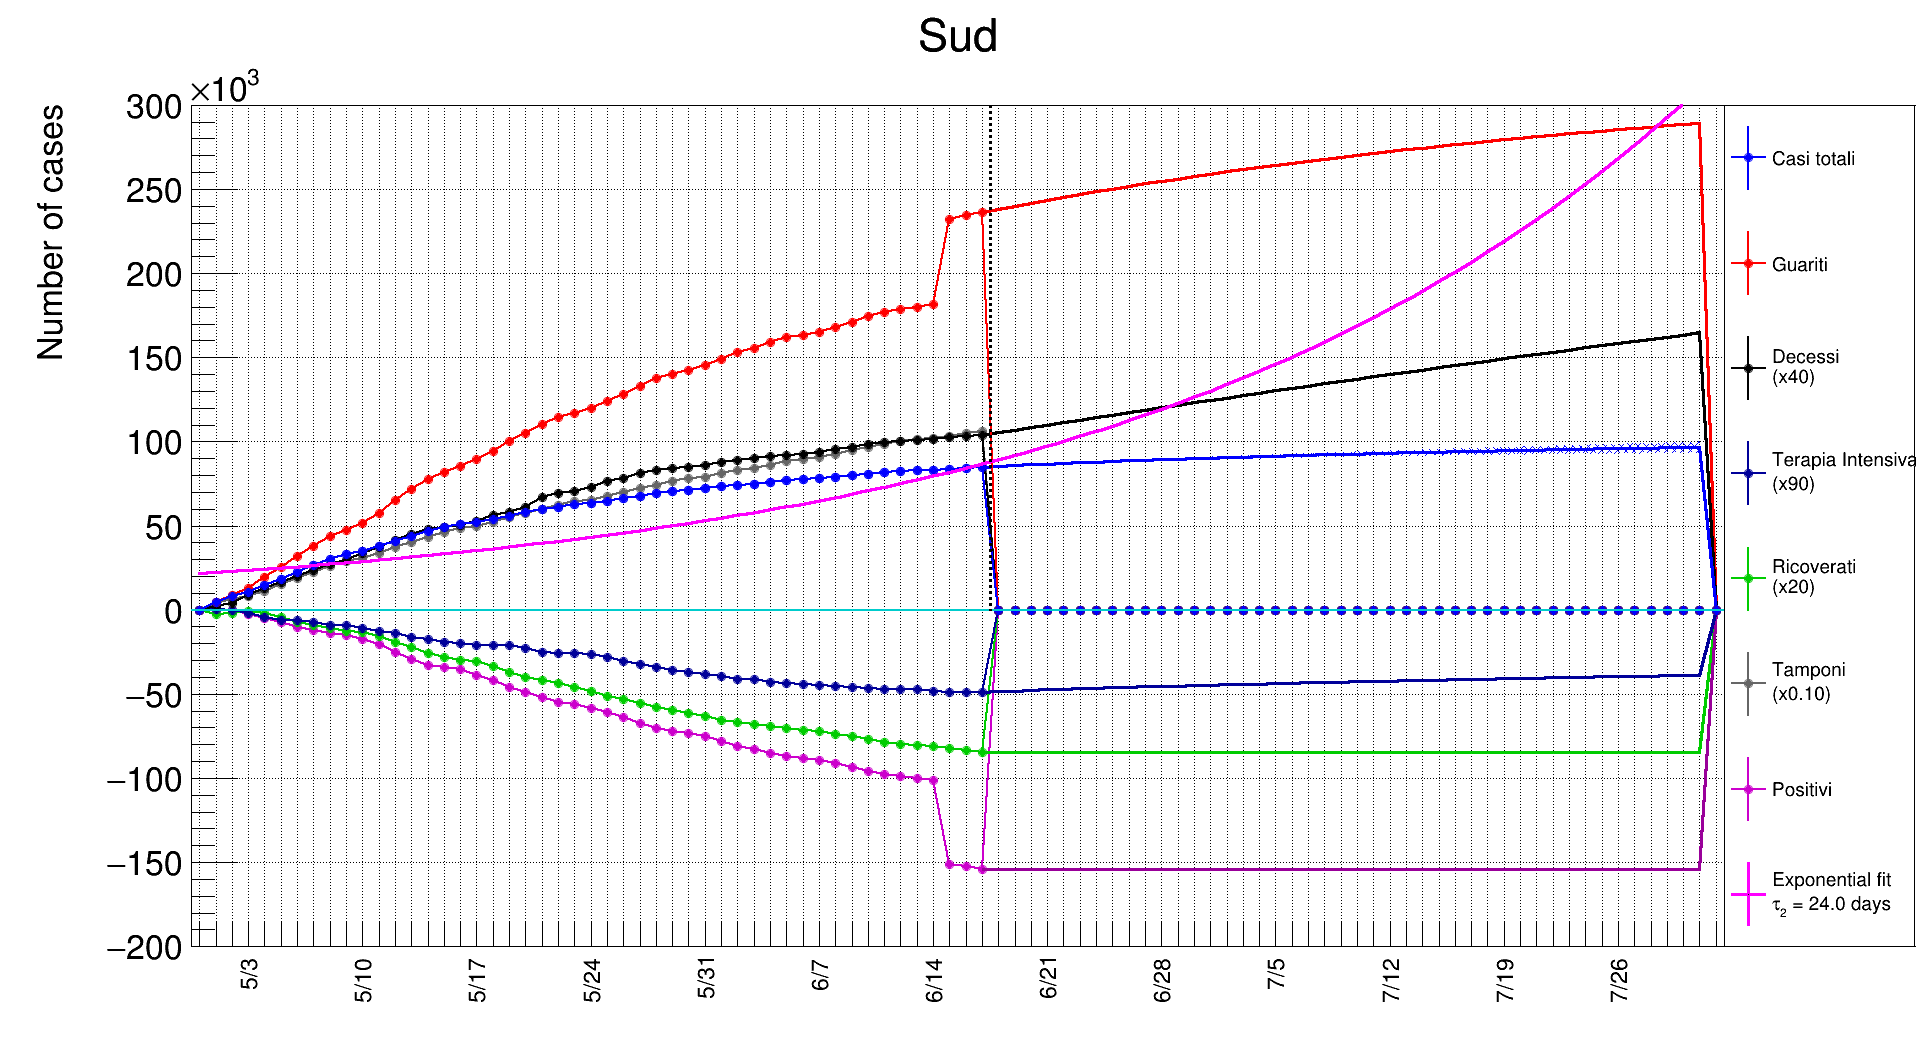 Sud
×10³
Number of cases
300
250
200
150
100
50
0
−50
−100
−150
−200
5/3
5/10
5/17
5/24
5/31
6/7
6/14
6/21
6/28
7/5
7/12
7/19
7/26
Casi totali
Guariti
Decessi
(x40)
Terapia Intensiva
(x90)
Ricoverati
(x20)
Tamponi
(x0.10)
Positivi
Exponential fit
τ₂ = 24.0 days